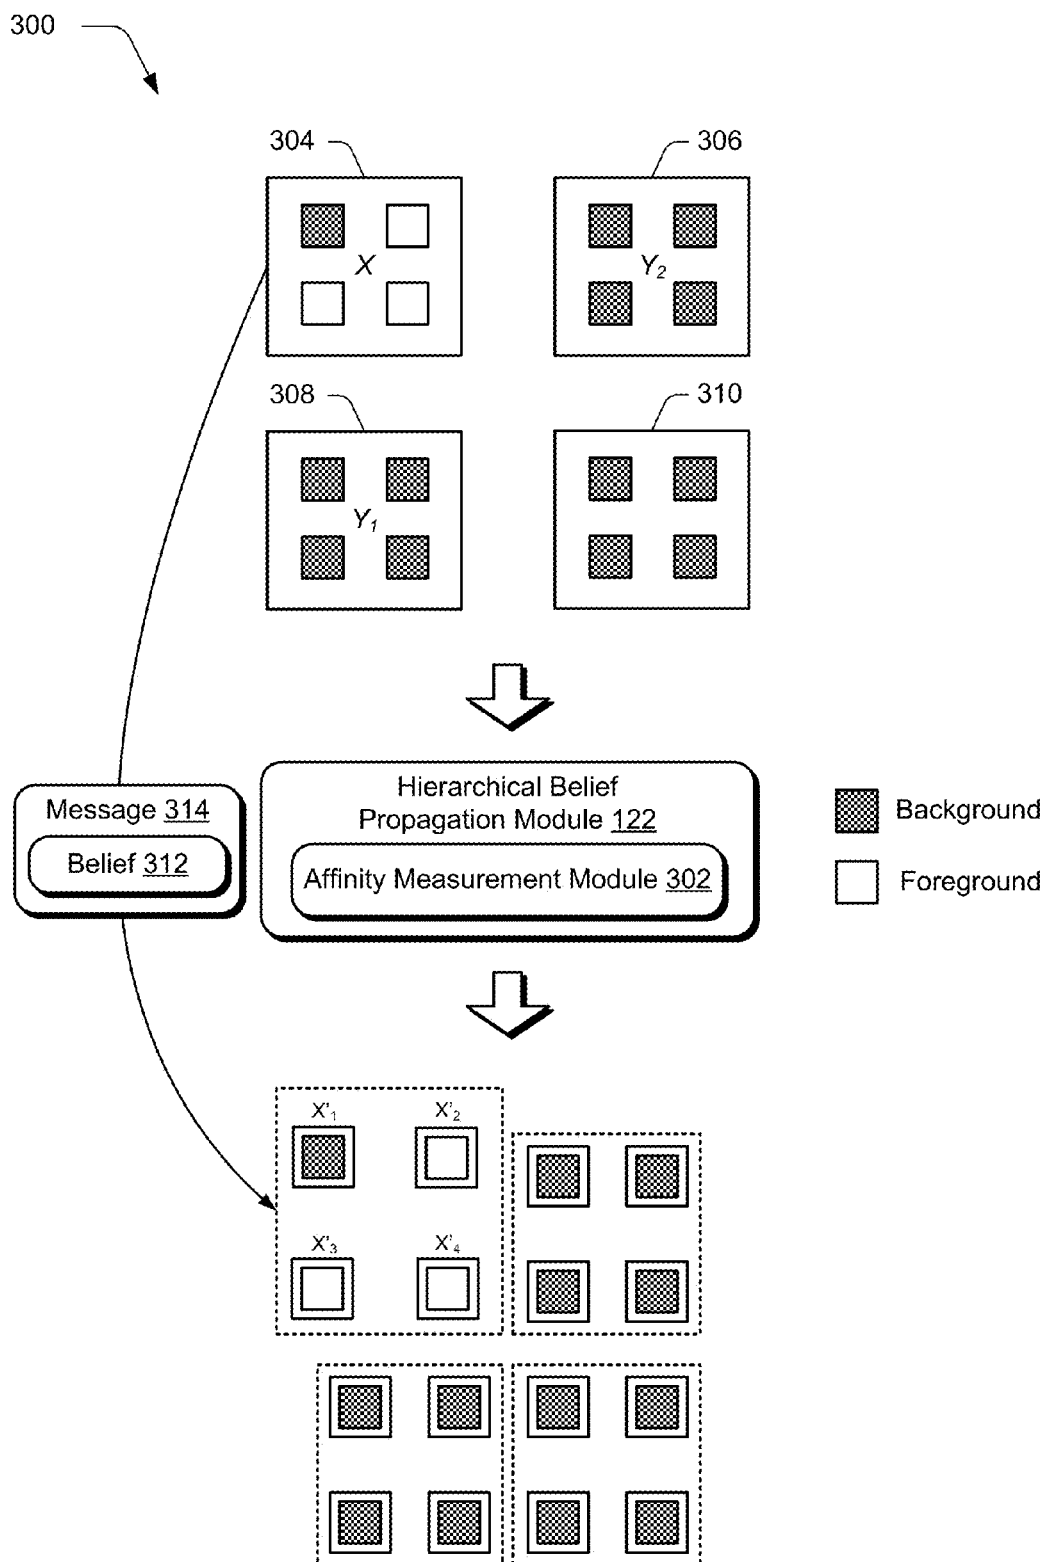 300
304
306
X
Y2
308
310
Y1
Message 314
Belief 312
Hierarchical Belief
Propagation Module 122
Affinity Measurement Module 302
Background
Foreground
X'1
X'2
X'3
X'4